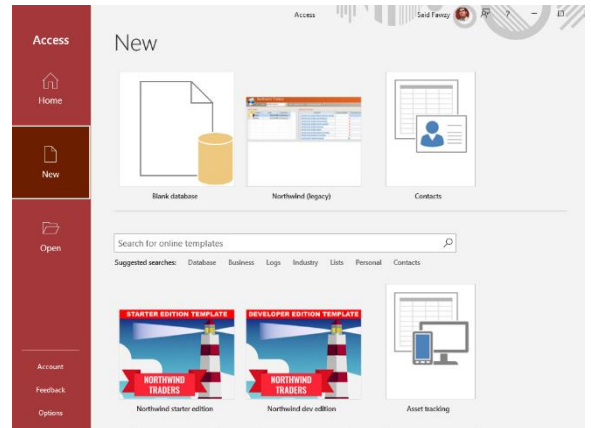 Access
Said Fawzy
?
Access
New
Home
New
Open
Account
Feedback
Options
Northwind Traders
Blank database
Northwind (legacy)
Contacts
Search for online templates
Suggested searches: Database Business Logs Industry Lists Personal Contacts
STARTER EDITION TEMPLATE
NORTHWIND
TRADERS
Northwind starter edition
DEVELOPER EDITION TEMPLATE
NORTHWIND
TRADERS
Northwind dev edition
Asset tracking